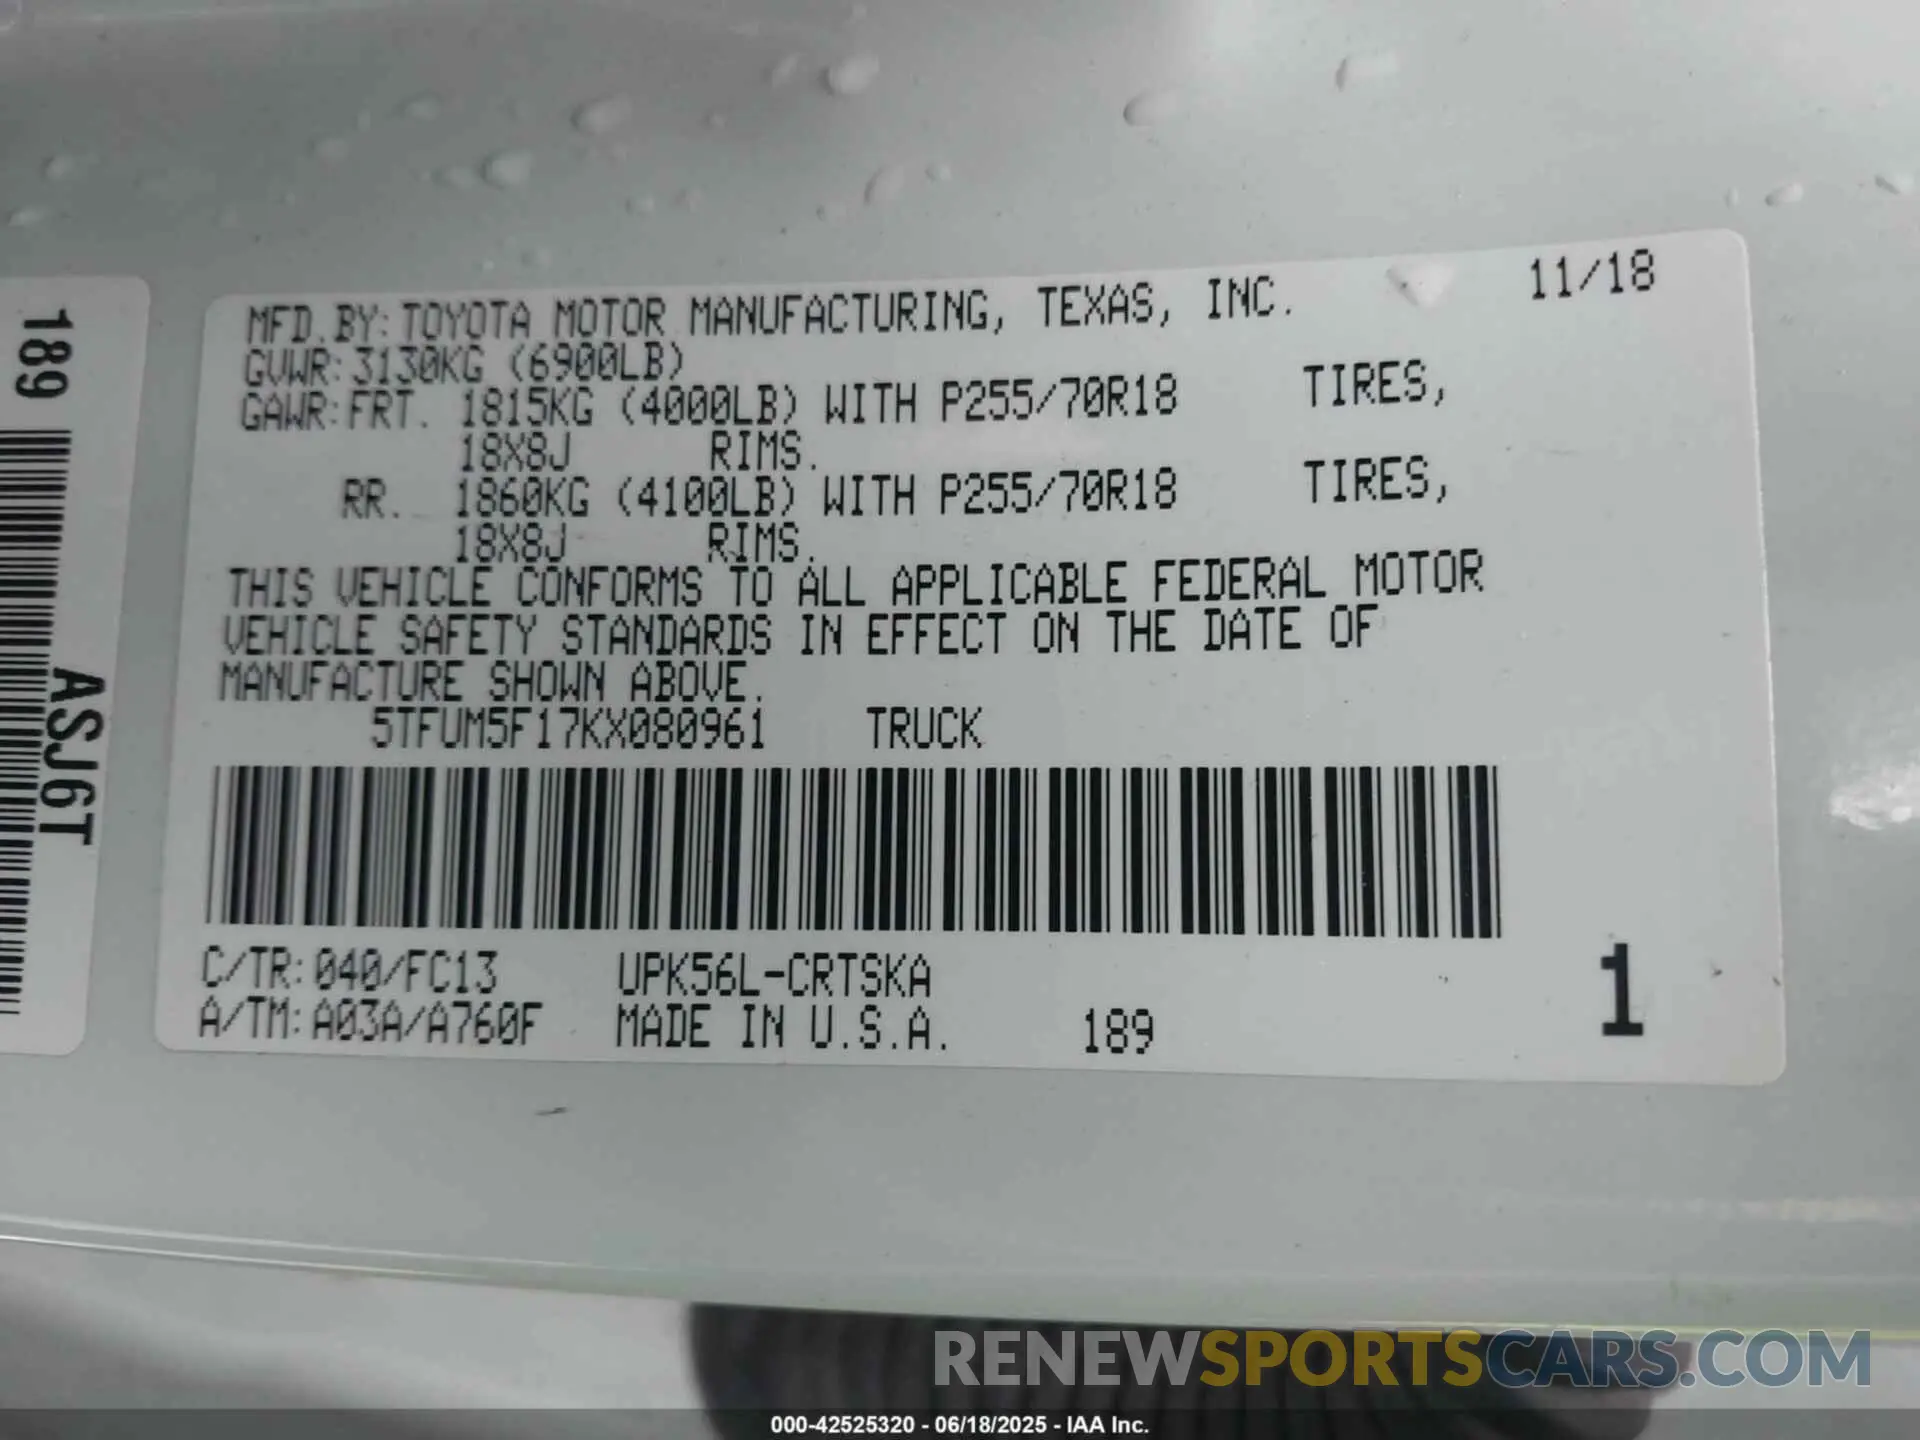 189
ASJ6T
MFD.BY:TOYOTA MOTOR MANUFACTURING, TEXAS, INC. 11/18
GVWR:3130KG (6900LB)
GAWR:FRT. 1815KG (4000LB) WITH P255/70R18 TIRES,
18X8J RIMS.
RR. 1860KG (4100LB) WITH P255/70R18 TIRES,
18X8J RIMS.
THIS VEHICLE CONFORMS TO ALL APPLICABLE FEDERAL MOTOR
VEHICLE SAFETY STANDARDS IN EFFECT ON THE DATE OF
MANUFACTURE SHOWN ABOVE.
5TFUM5F17KX080961 TRUCK
C/TR:040/FC13 UPK56L-CRTSKA
A/TM:A03A/A760F MADE IN U.S.A. 189
1
RENEWSPORTSCARS.COM
000-42525320 - 06/18/2025 - IAA Inc.